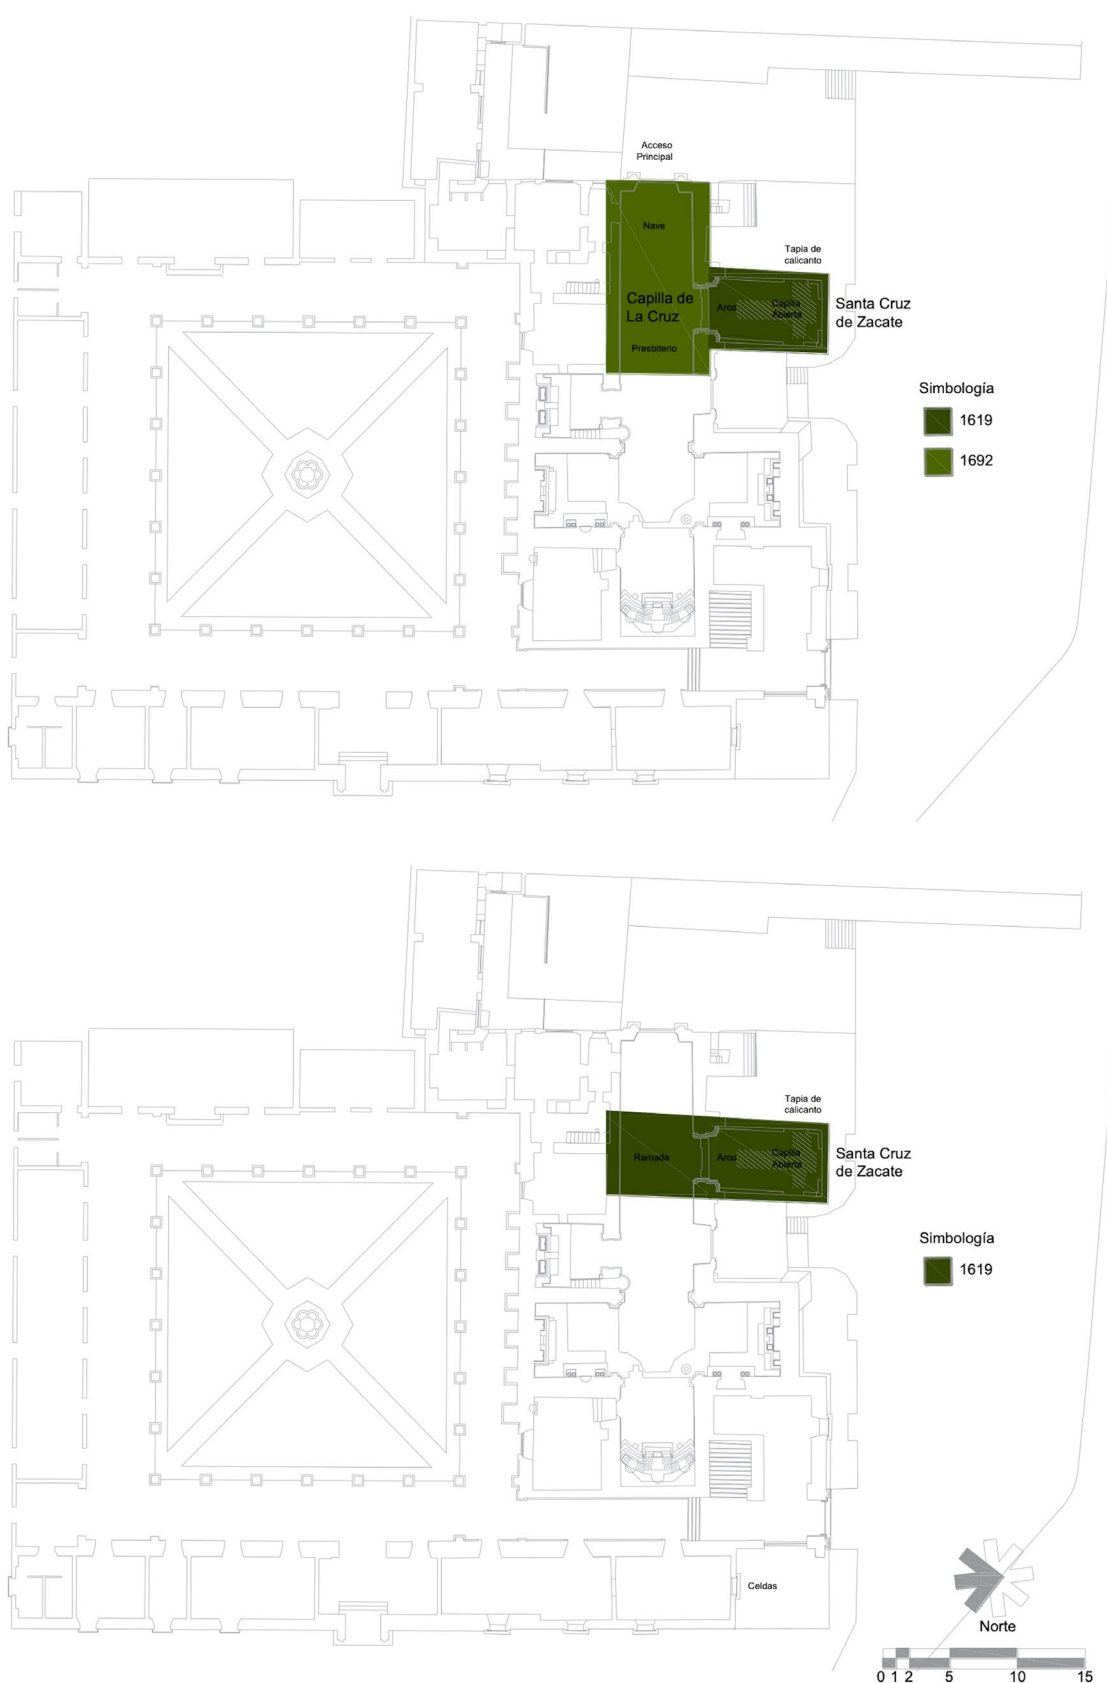 Acceso
Principal
Nave
Tapia de
calicanto
Capilla de
La Cruz
Arco
Capilla
Abierta
Santa Cruz
de Zacate
Presbiterio
Simbología
1619
1692
Tapia de
calicanto
Ramada
Arco
Capilla
Abierta
Santa Cruz
de Zacate
Simbología
1619
Celdas
Norte
0 1 2 5 10 15